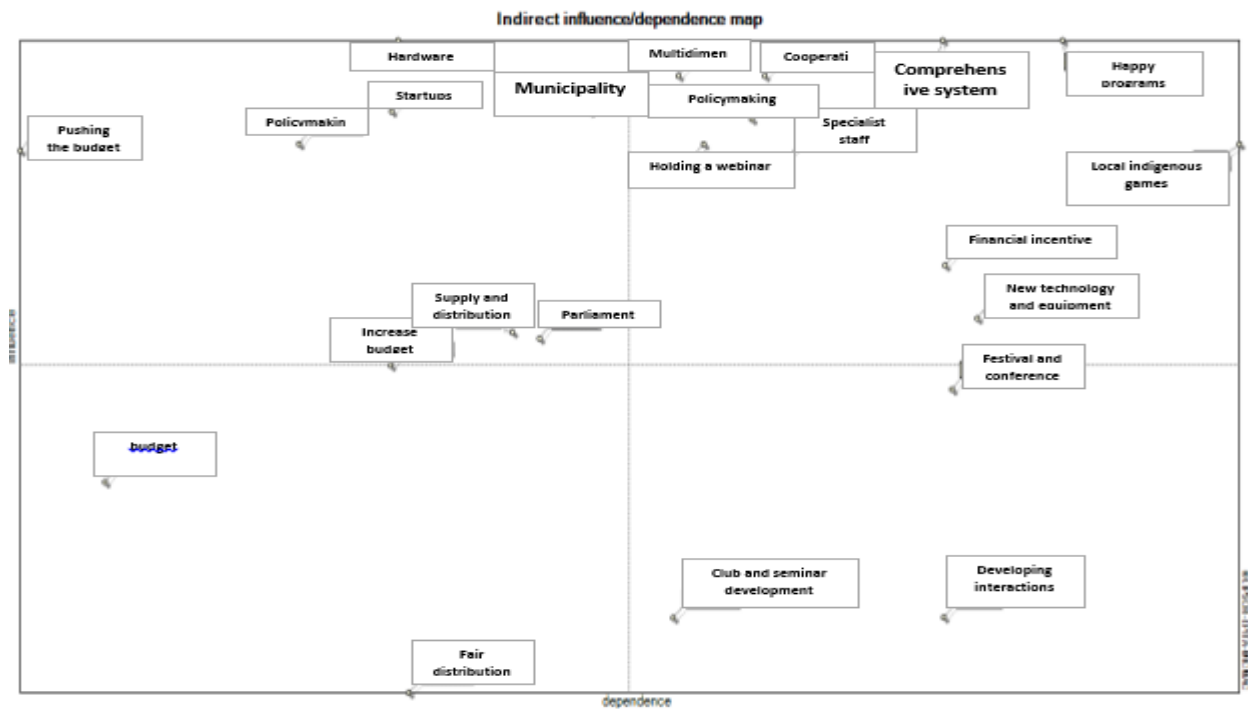 Indirect influence/dependence map
Hardware
Multidimen
Cooperati
Comprehens
ive system
Happy
programs
Startups
Municipality
Policymaking
Policymakin
Specialist
staff
Pushing
the budget
Holding a webinar
Local indigenous
games
Financial incentive
New technology
and equipment
Supply and
distribution
Parliament
Increase
budget
Festival and
conference
budget
Club and seminar
development
Developing
interactions
Fair
distribution
dependence